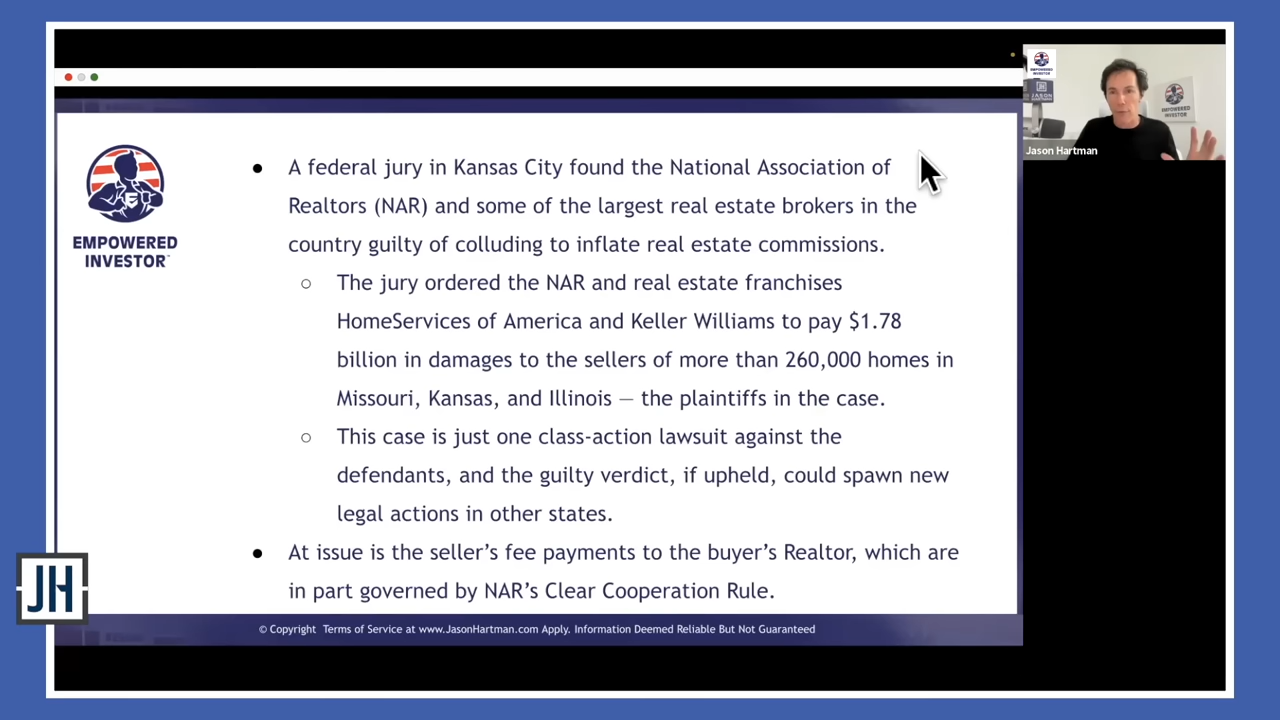 EMPOWERED
INVESTOR
JASON
EMPOWERED
INVESTOR
Jason Hartman
EMPOWERED
INVESTOR
● A federal jury in Kansas City found the National Association of
Realtors (NAR) and some of the largest real estate brokers in the
country guilty of colluding to inflate real estate commissions.
○ The jury ordered the NAR and real estate franchises
HomeServices of America and Keller Williams to pay $1.78
billion in damages to the sellers of more than 260,000 homes in
Missouri, Kansas, and Illinois — the plaintiffs in the case.
○ This case is just one class-action lawsuit against the
defendants, and the guilty verdict, if upheld, could spawn new
legal actions in other states.
● At issue is the seller’s fee payments to the buyer’s Realtor, which are
in part governed by NAR’s Clear Cooperation Rule.
JH
© Copyright Terms of Service at www.JasonHartman.com Apply. Information Deemed Reliable But Not Guaranteed